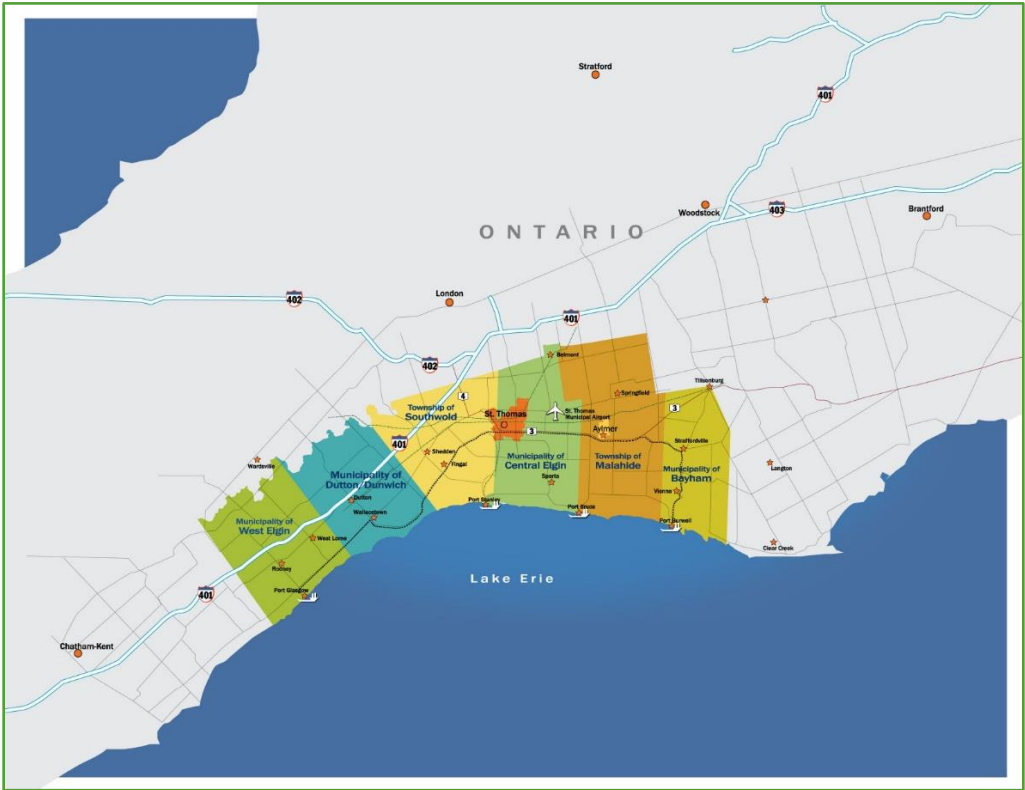 Stratford
401
Woodstock
403
Brantford
ONTARIO
402
London
401
402
Belmont
4
Township of
Southwold
St. Thomas
St. Thomas
Municipal Airport
Springfield
Tillsonburg
3
3
Aylmer
401
Straffordville
Shedden
Fingal
Municipality of
Central Elgin
Township of
Malahide
Wardsville
Municipality of
Dutton/Dunwich
Municipality of
Bayham
Langton
Sparta
Vienna
Dutton
Port Stanley
Port Bruce
Wallacetown
Port Burwell
Municipality of
West Elgin
West Lorne
Clear Creek
Rodney
Lake Erie
Port Glasgow
401
Chatham-Kent